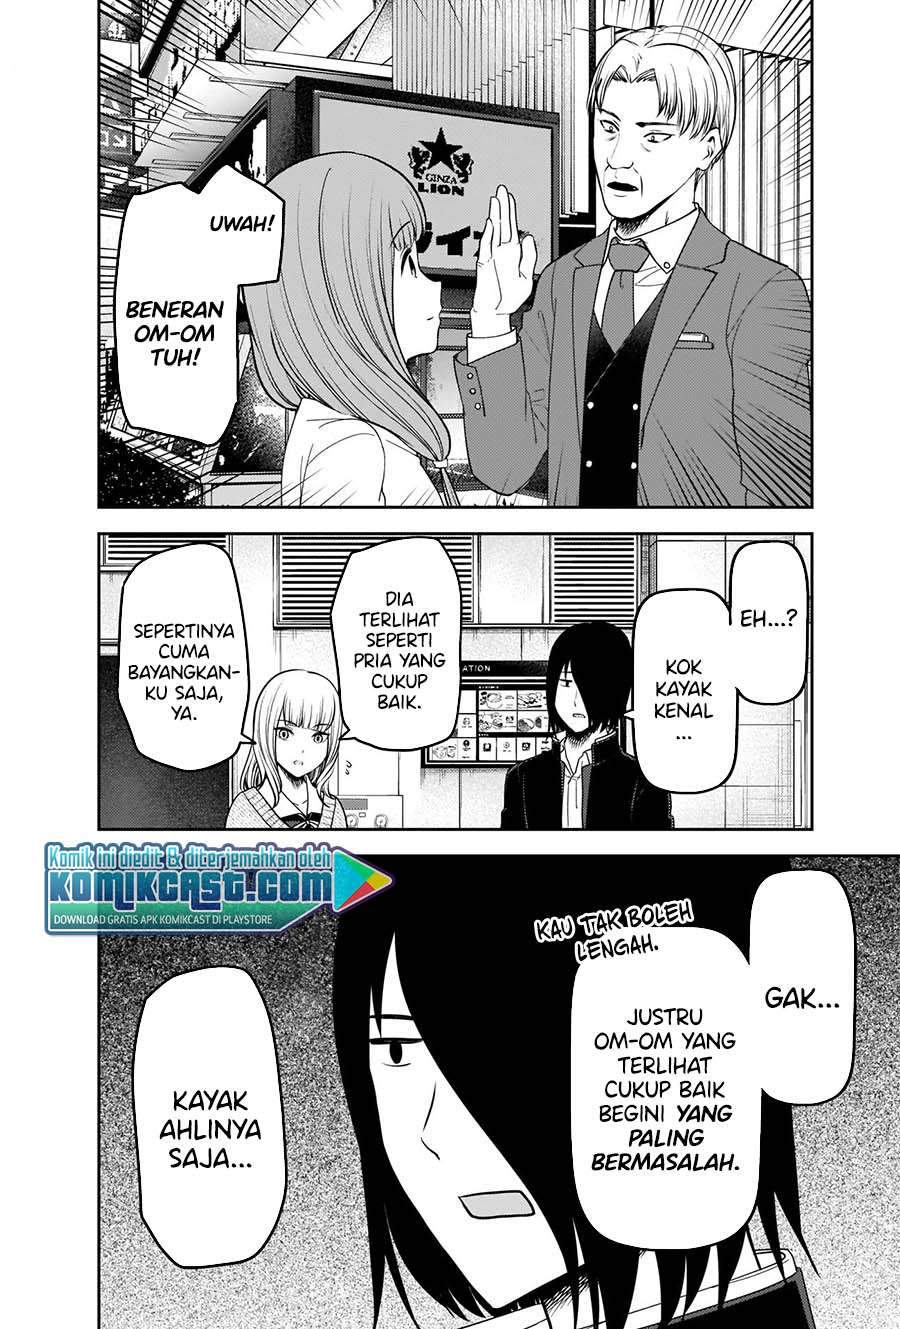 GINZA
LION
ライオ
UWAH!
BENERAN
OM-OM
TUH!
EH...?
KOK
KAYAK
KENAL
...
DIA
TERLIHAT
SEPERTI
PRIA YANG
CUKUP
BAIK.
SEPERTINYA
CUMA
BAYANGKAN-
KU SAJA,
YA.
ATION
Komik ini diedit & diterjemahkan oleh
KOMIKCAST.COM
DOWNLOAD GRATIS APK KOMIKCAST DI PLAYSTORE
GAK...
KAU TAK BOLEH
LENGAH.
JUSTRU
OM-OM YANG
TERLIHAT
CUKUP BAIK
BEGINI YANG
PALING
BERMASALAH.
KAYAK
AHLINYA
SAJA...